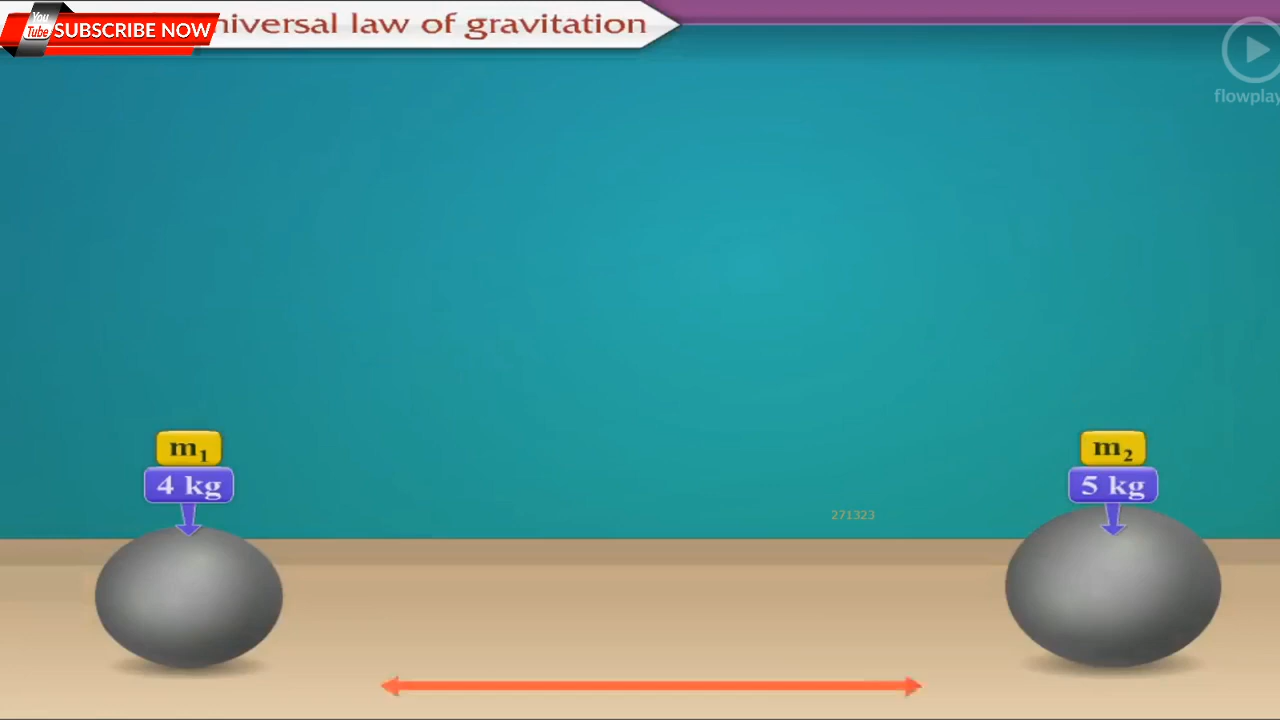 You
Tube
SUBSCRIBE NOW
niversal law of gravitation
flowplay
m₁
4 kg
m₂
5 kg
271323